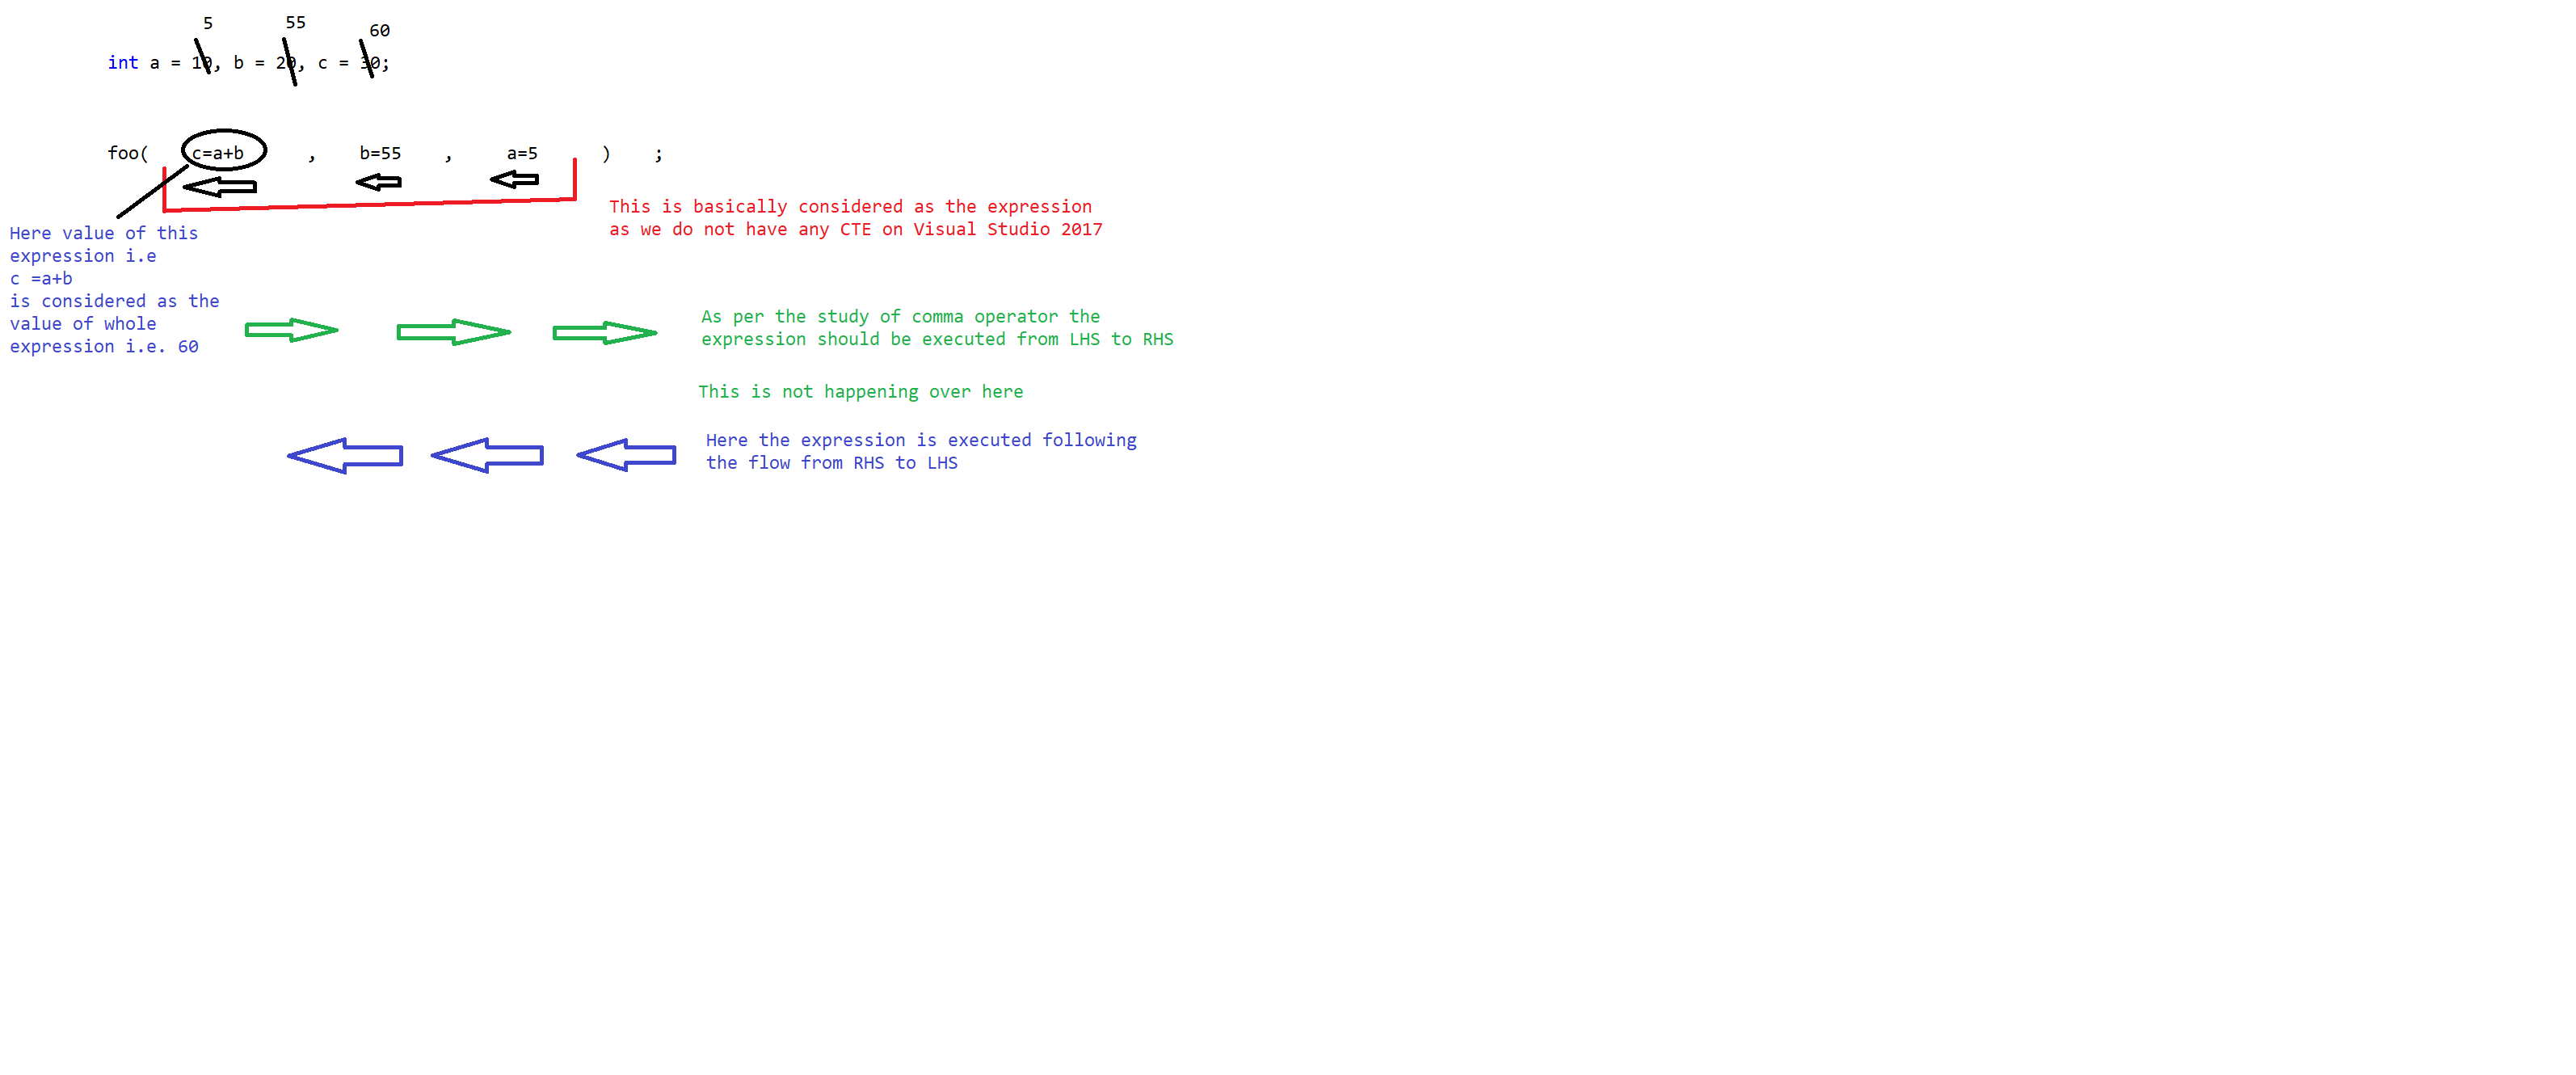 5 55 60
int a = 10, b = 20, c = 30;
foo( c=a+b , b=55 , a=5 ) ;
This is basically considered as the expression
as we do not have any CTE on Visual Studio 2017
Here value of this
expression i.e
c =a+b
is considered as the
value of whole
expression i.e. 60
As per the study of comma operator the
expression should be executed from LHS to RHS
This is not happening over here
Here the expression is executed following
the flow from RHS to LHS